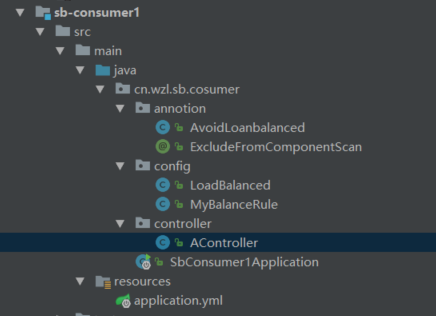 sb-consumer1
src
main
java
cn.wzl.sb.cosumer
annotion
AvoidLoanbalanced
ExcludeFromComponentScan
config
LoadBalanced
MyBalanceRule
controller
AController
SbConsumer1Application
resources
application.yml